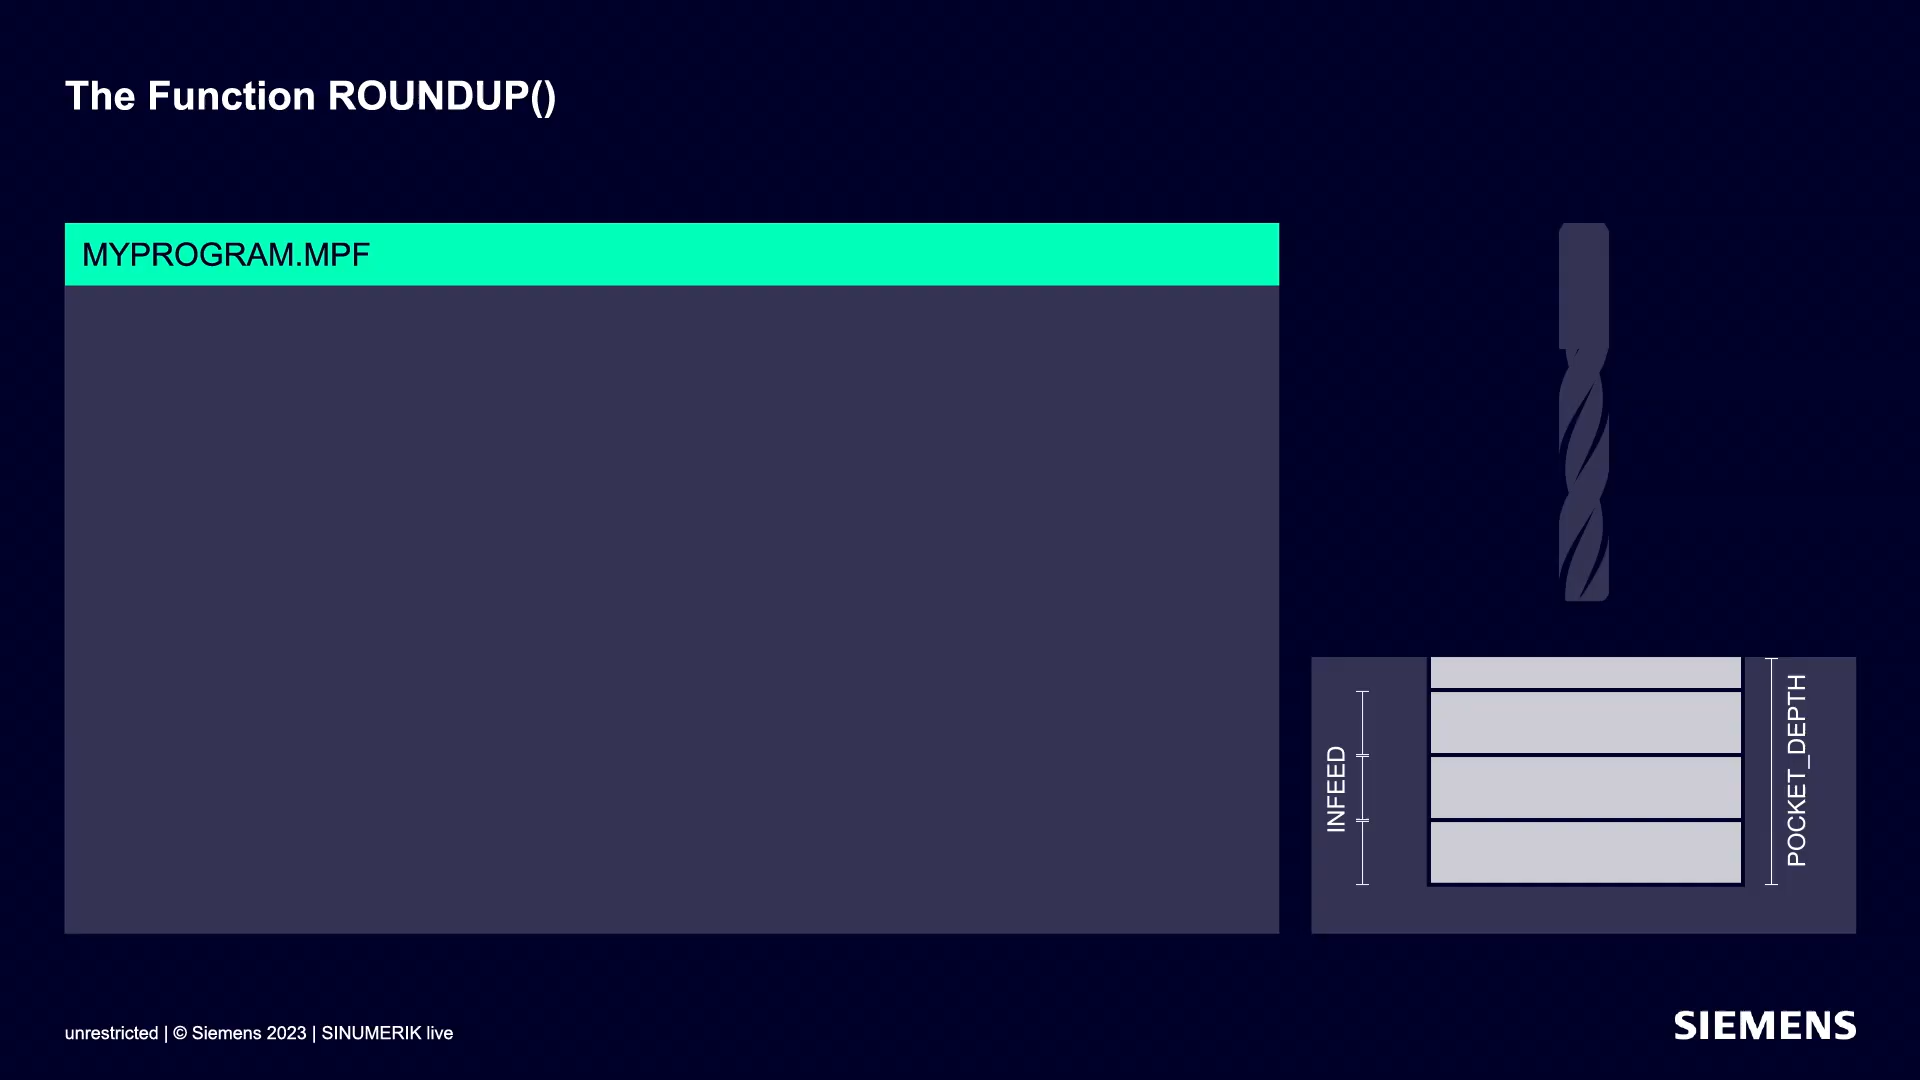 The Function ROUNDUP()
MYPROGRAM.MPF
INFEED
POCKET_DEPTH
unrestricted | © Siemens 2023 | SINUMERIK live
SIEMENS